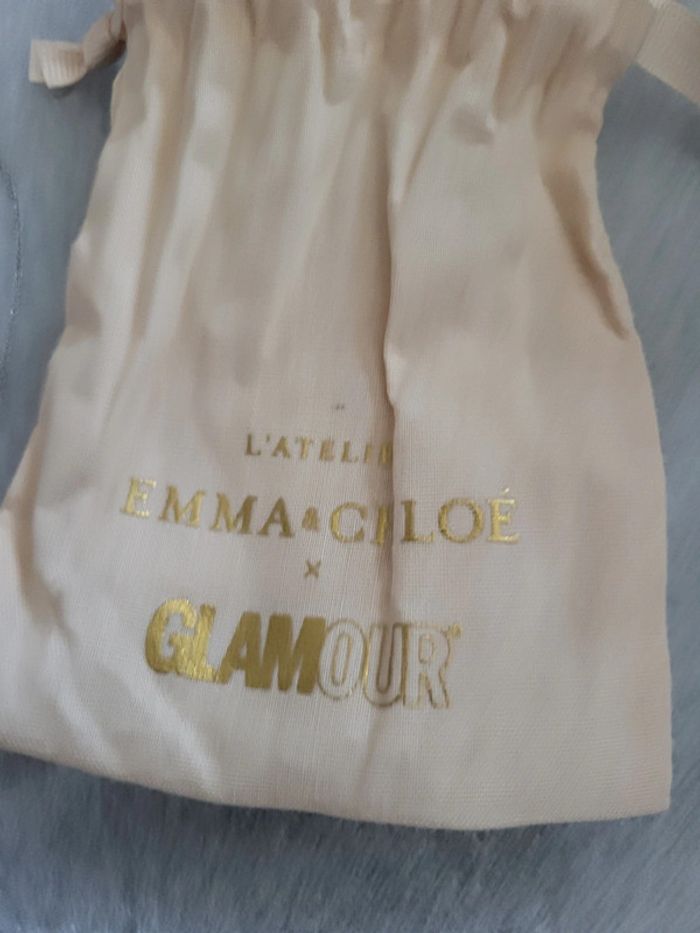 L'ATELIER
EMMA & CHLOÉ
×
GLAMOUR®